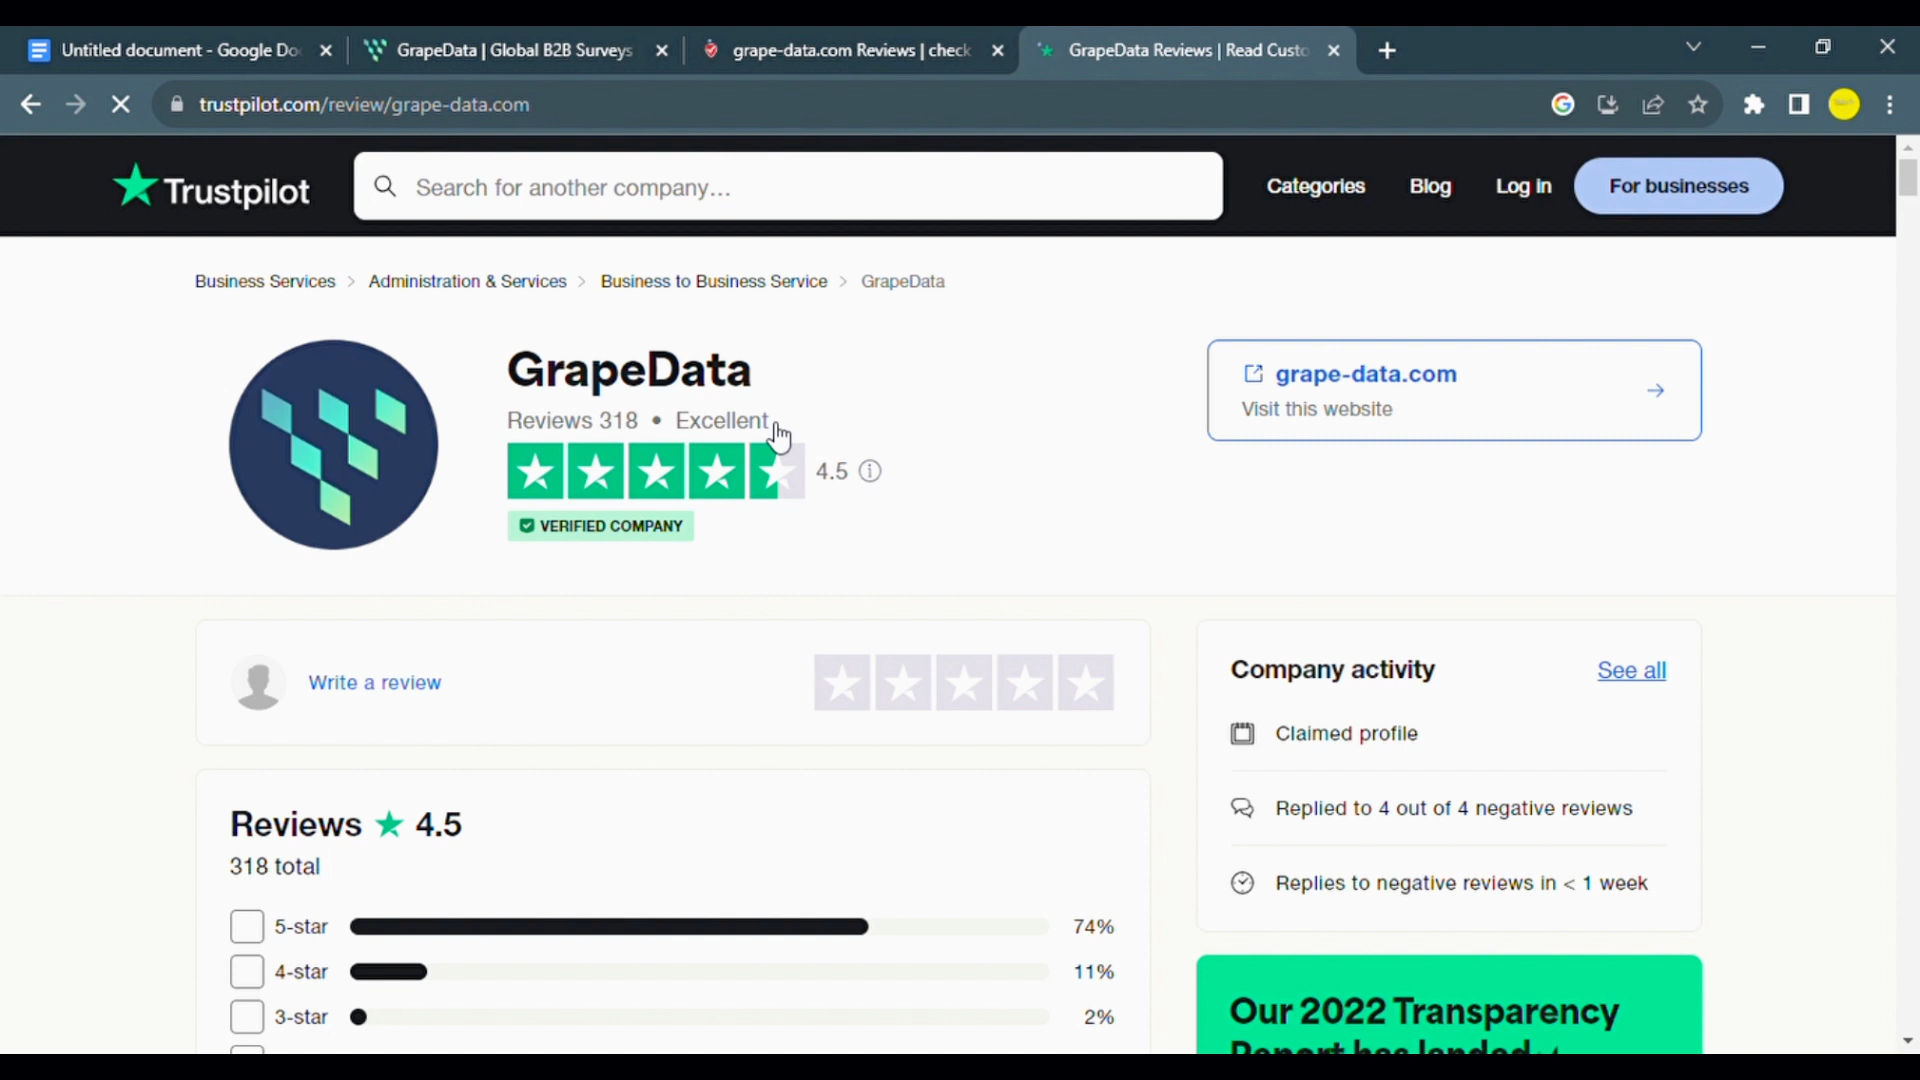 Untitled document - Google Do
GrapeData | Global B2B Surveys
grape-data.com Reviews | check
GrapeData Reviews | Read Custo
trustpilot.com/review/grape-data.com
Trustpilot
Search for another company...
Categories
Blog
Log in
For businesses
Business Services > Administration & Services > Business to Business Service > GrapeData
GrapeData
Reviews 318 • Excellent
4.5
VERIFIED COMPANY
grape-data.com
Visit this website
Write a review
Company activity
See all
Claimed profile
Replied to 4 out of 4 negative reviews
Replies to negative reviews in < 1 week
Reviews ★ 4.5
318 total
5-star 74%
4-star 11%
3-star 2%
Our 2022 Transparency
Report has landed